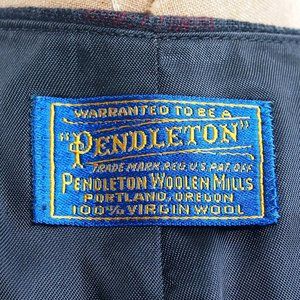 WARRANTED TO BE A
"PENDLETON"
TRADE MARK REG. U.S. PAT. OFF.
PENDLETON WOOLEN MILLS
PORTLAND, OREGON
100% VIRGIN WOOL